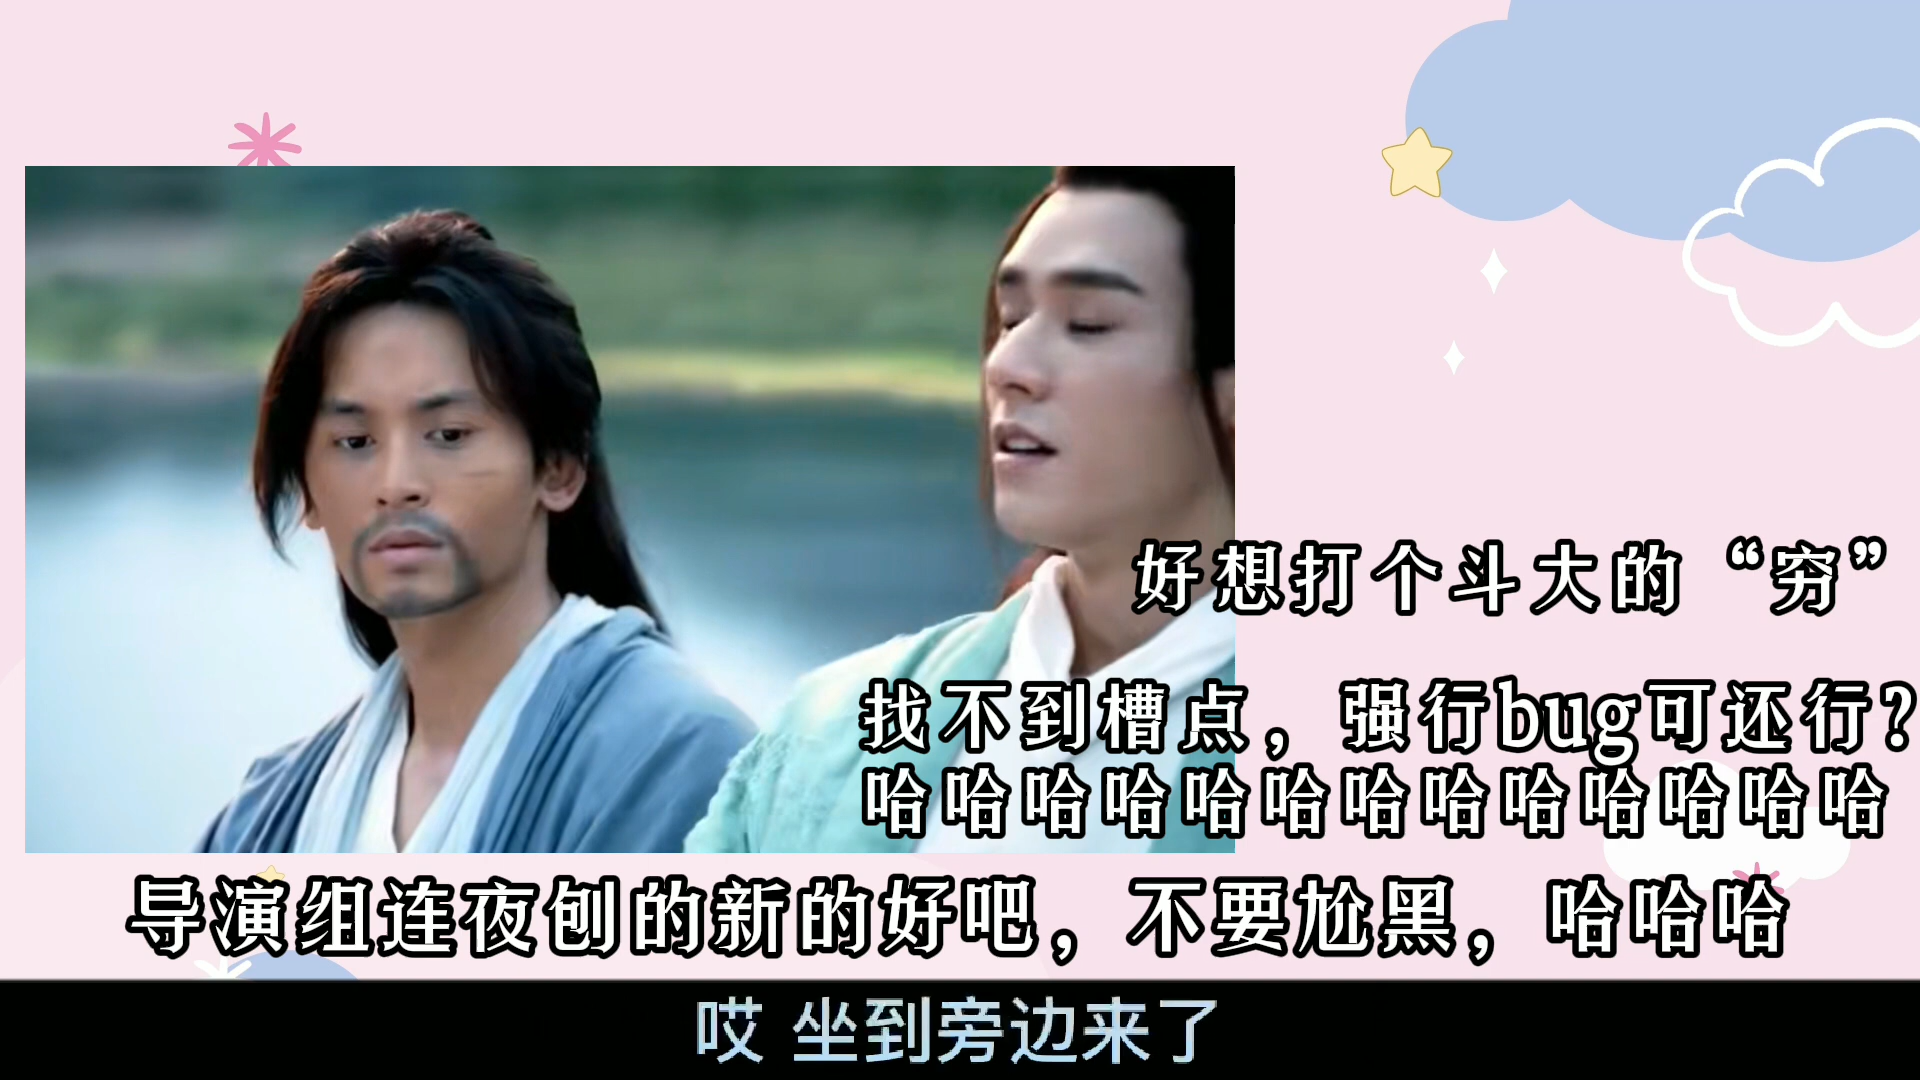 好想打个斗大的“穷”
找不到槽点，强行bug可还行？
哈哈哈哈哈哈哈哈哈哈哈哈哈
导演组连夜刨的新的好吧，不要尬黑，哈哈哈
哎 坐到旁边来了